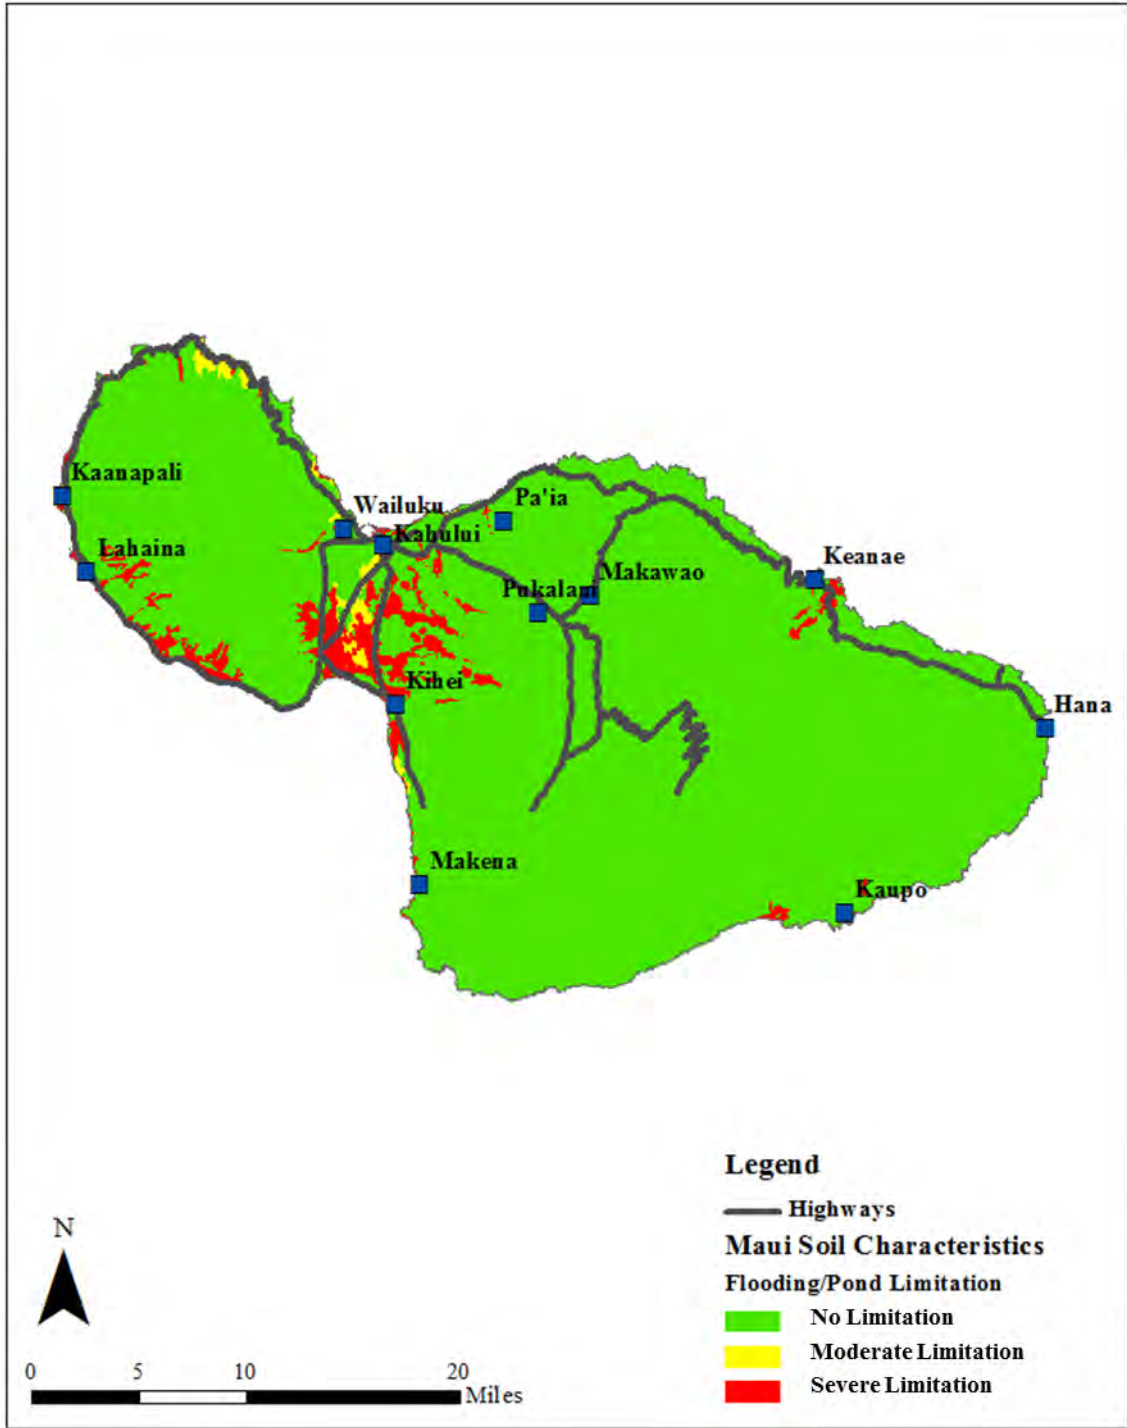 Kaanapali
Wailuku
Pa'ia
Kahului
Lahaina
Keanae
Makawao
Pukalani
Kihei
Hana
Makena
Kaupo
Legend
Highways
Maui Soil Characteristics
Flooding/Pond Limitation
No Limitation
Moderate Limitation
Severe Limitation
N
0 5 10 20
Miles